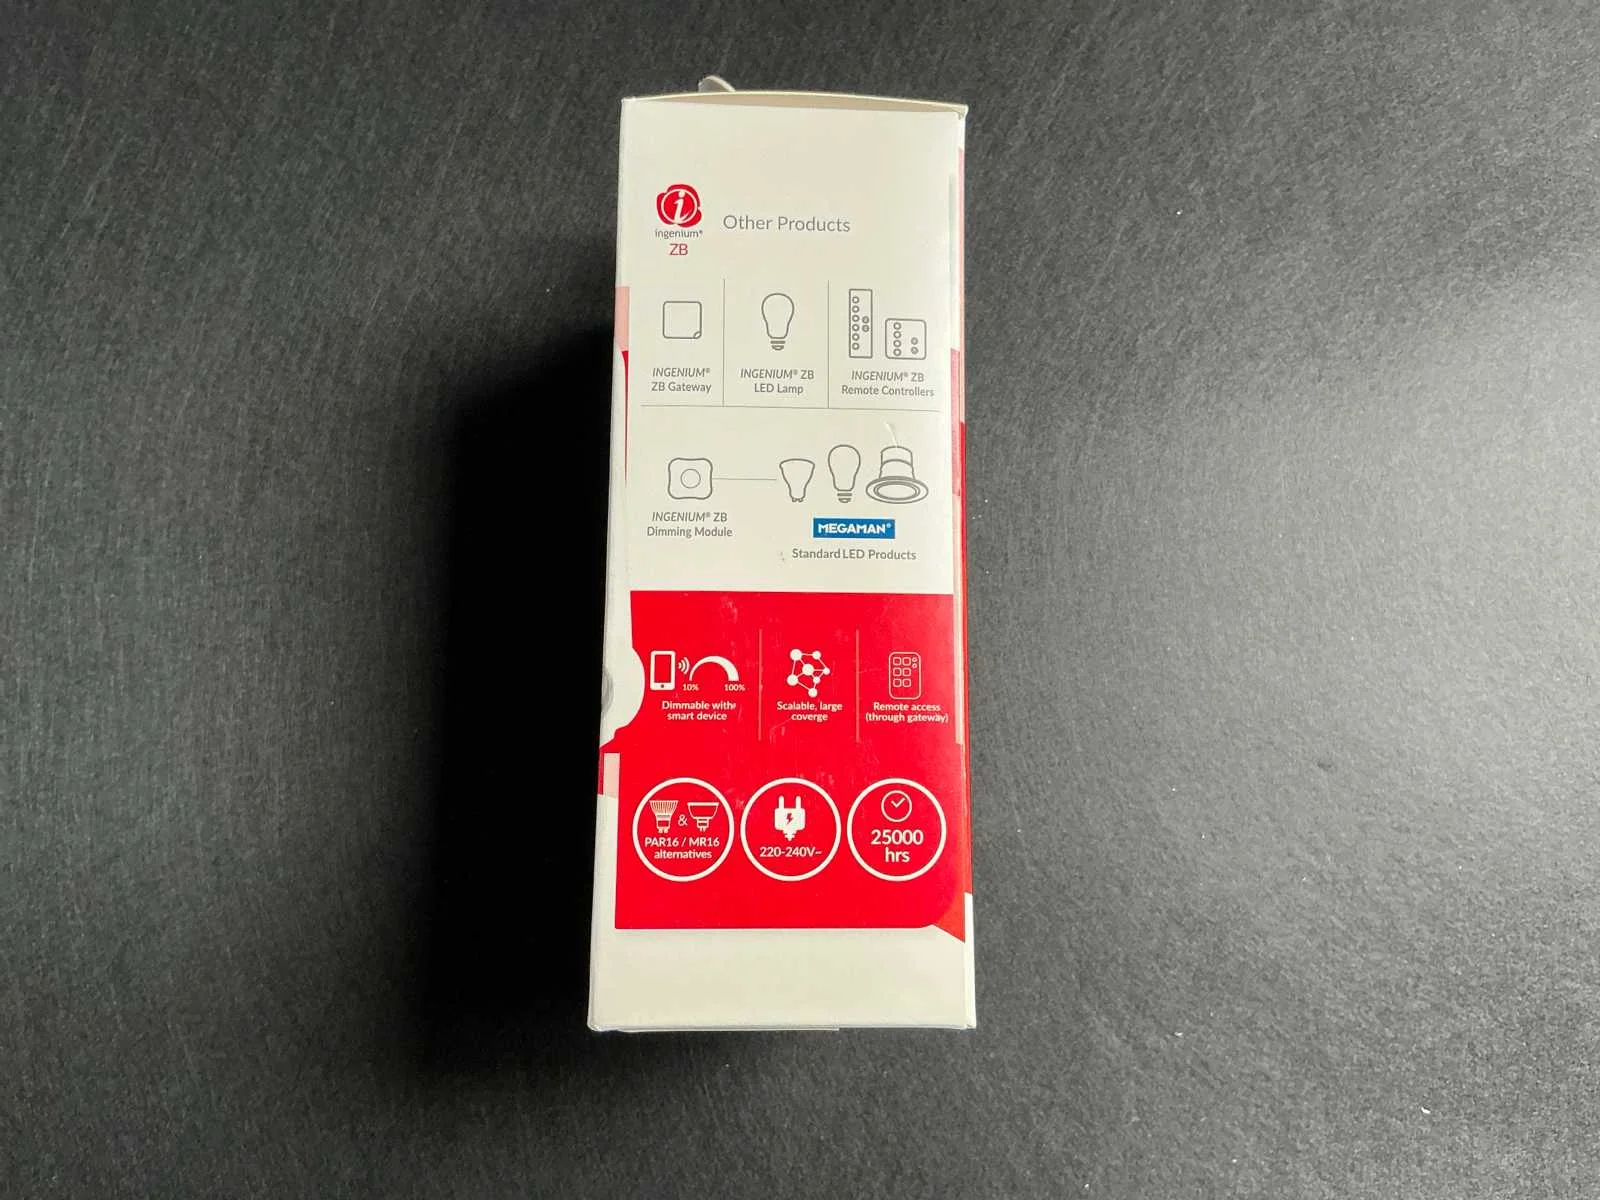 i
ingenium®
ZB
Other Products
INGENIUM® ZB Gateway
INGENIUM® ZB
LED Lamp
INGENIUM® ZB
Remote Controllers
INGENIUM® ZB
Dimming Module
MEGAMAN®
Standard LED Products
10% 100%
Dimmable with
smart device
Scalable, large
coverge
Remote access
(through gateway)
&
PAR16 / MR16
alternatives
220-240V~
25000
hrs